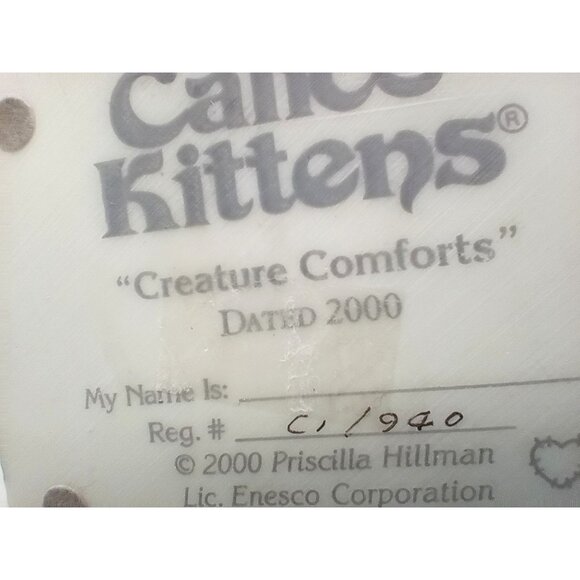 Calico
Kittens®
"Creature Comforts"
DATED 2000
My Name Is:
Reg. # C1/940
© 2000 Priscilla Hillman
Lic. Enesco Corporation